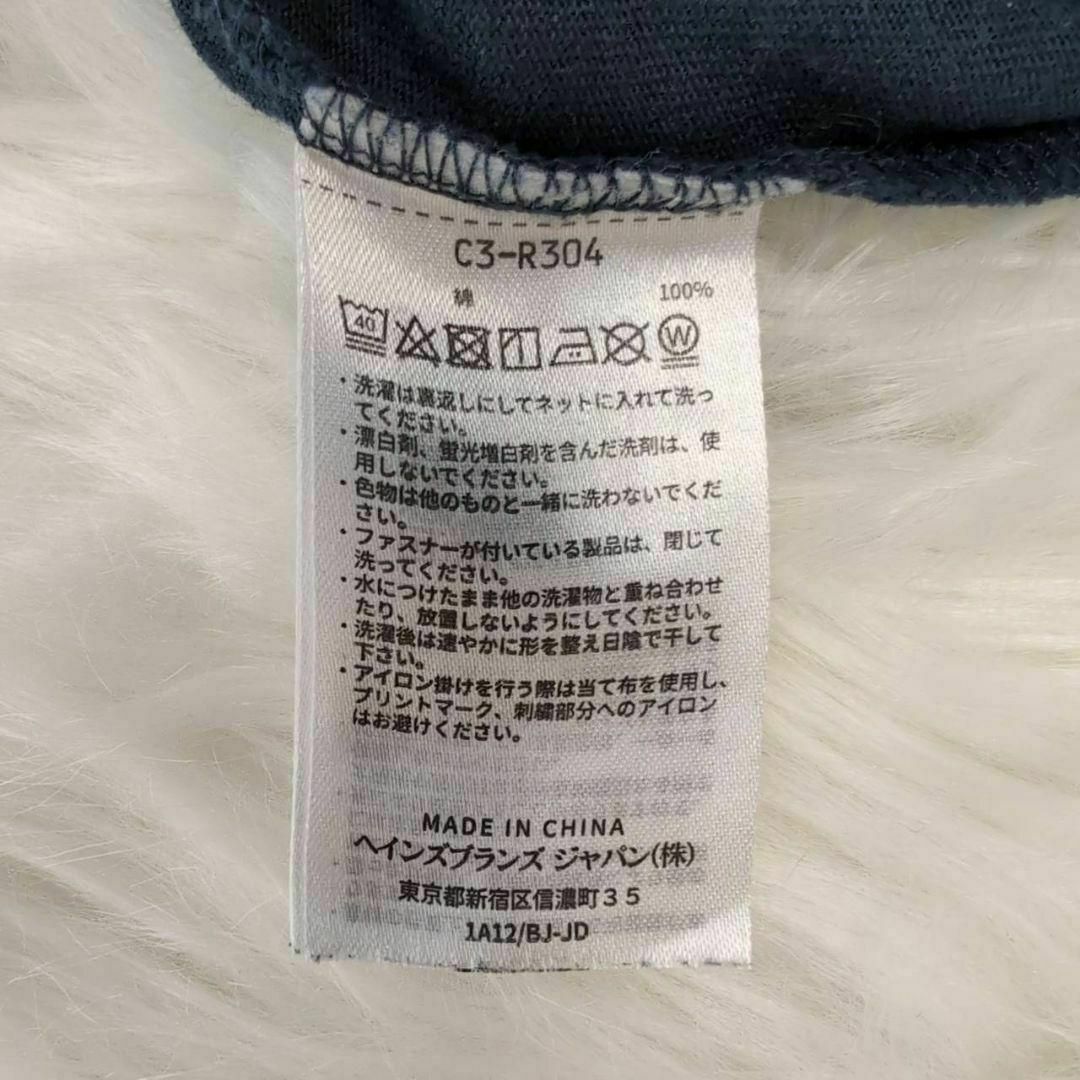 C3-R304
綿 100%
40 W
・洗濯は裏返しにしてネットに入れて洗っ
てください。
・漂白剤、蛍光増白剤を含んだ洗剤は、使
用しないでください。
・色物は他のものと一緒に洗わないでくだ
さい。
・ファスナーが付いている製品は、閉じて
洗ってください。
・水につけたまま他の洗濯物と重ね合わせ
たり、放置しないようにしてください。
・洗濯後は速やかに形を整え日陰で干して
下さい。
・アイロン掛けを行う際は当て布を使用し、
プリントマーク、刺繍部分へのアイロン
はお避けください。
MADE IN CHINA
ヘインズブランズ ジャパン(株)
東京都新宿区信濃町３５
1A12/BJ-JD